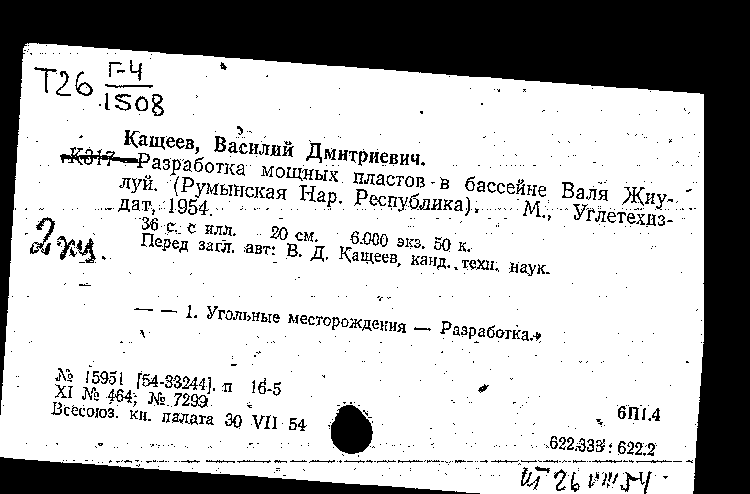 Т26 Г-4
1508
Кащеев, Василий Дмитриевич.
К317 Разработка мощных пластов в бассейне Валя Жиу-
луй. (Румынская Нар. Республика). М., Углетехиз-
дат, 1954.
36 с. с илл. 20 см. 6.000 экз. 50 к.
Перед загл. авт: В. Д. Кащеев, канд. техн. наук.
2 экз.
— — 1. Угольные месторождения — Разработка.
№ 15951 [54-33244]. п 16-5
XI № 464; № 7299
Всесоюз. кн. палата 30 VII 54
6П1.4
622.333 : 622.2
26 VIII 54